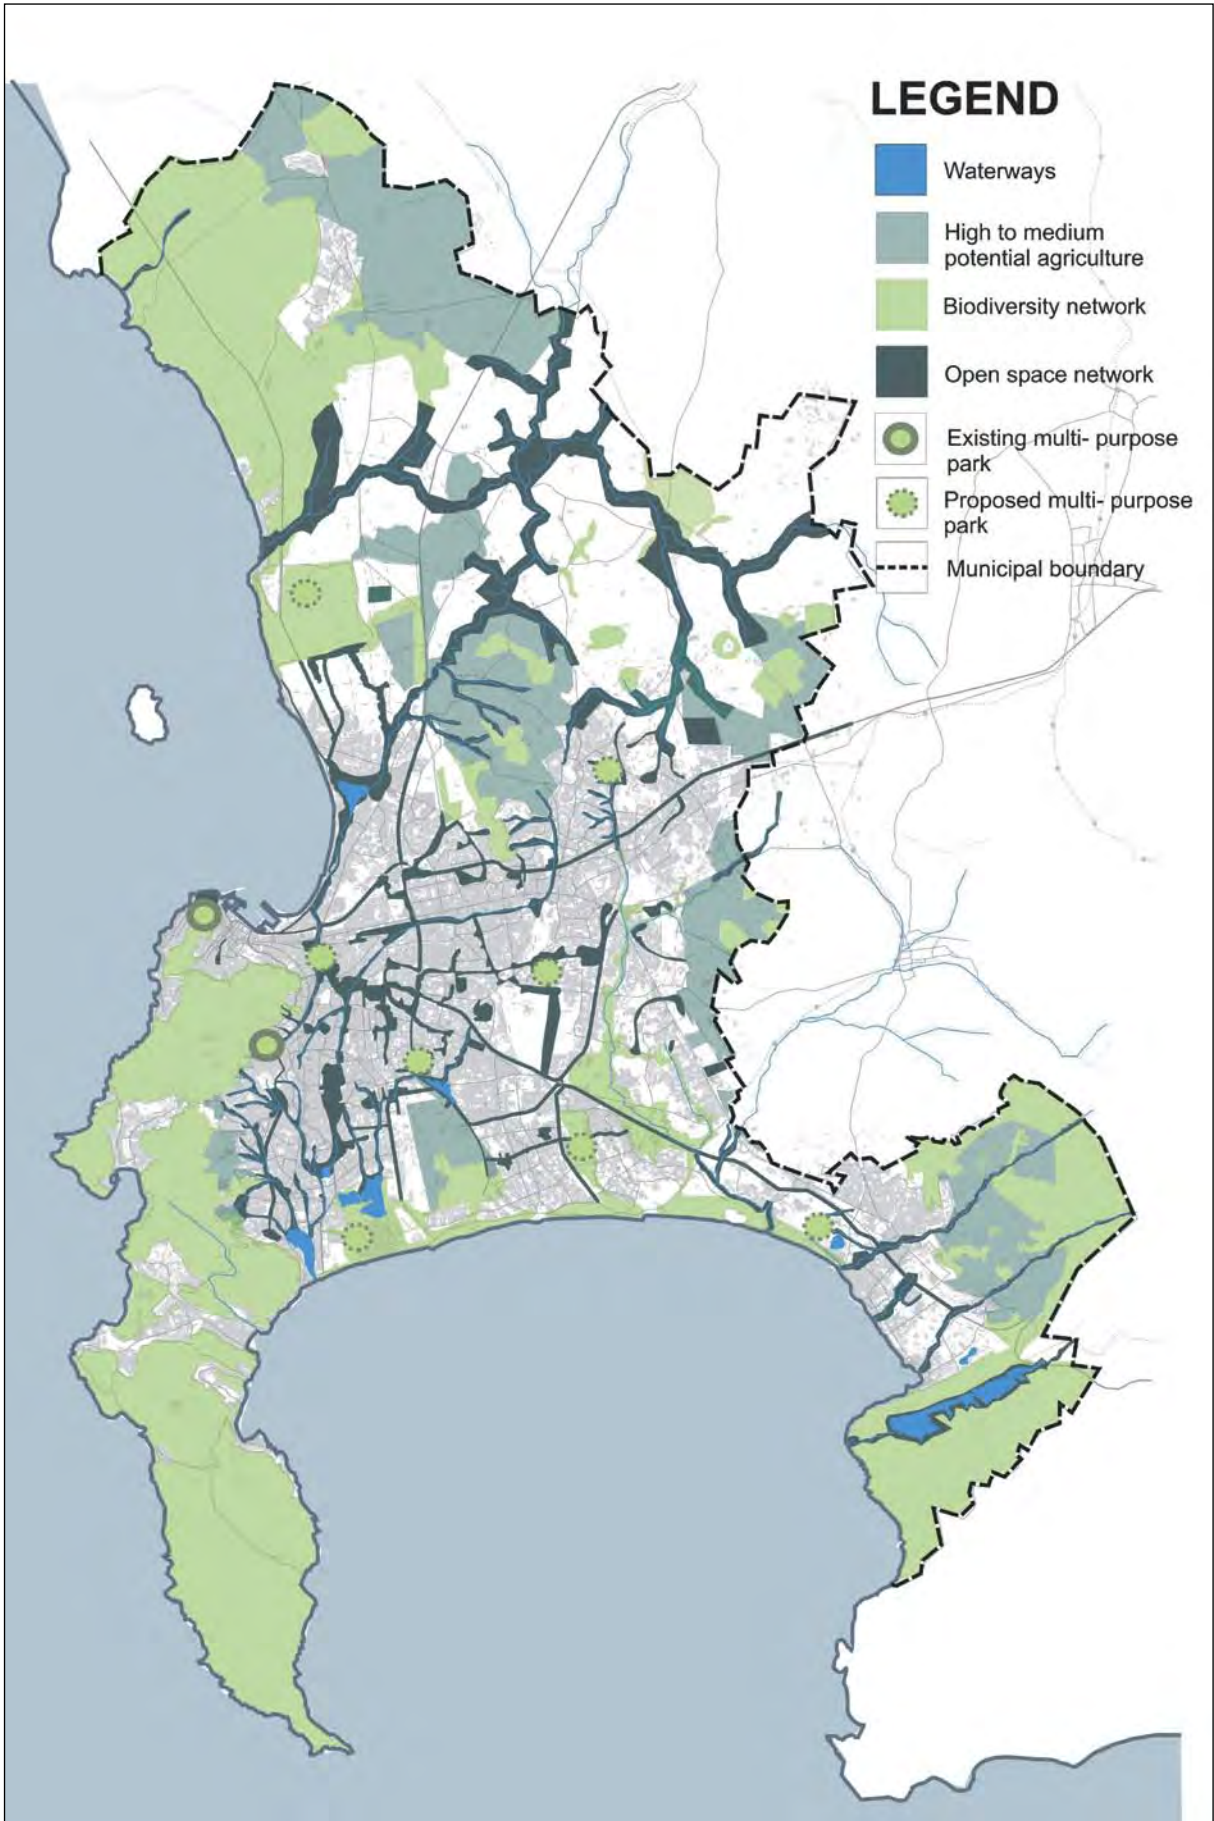 LEGEND
Waterways
High to medium
potential agriculture
Biodiversity network
Open space network
Existing multi- purpose
park
Proposed multi- purpose
park
Municipal boundary